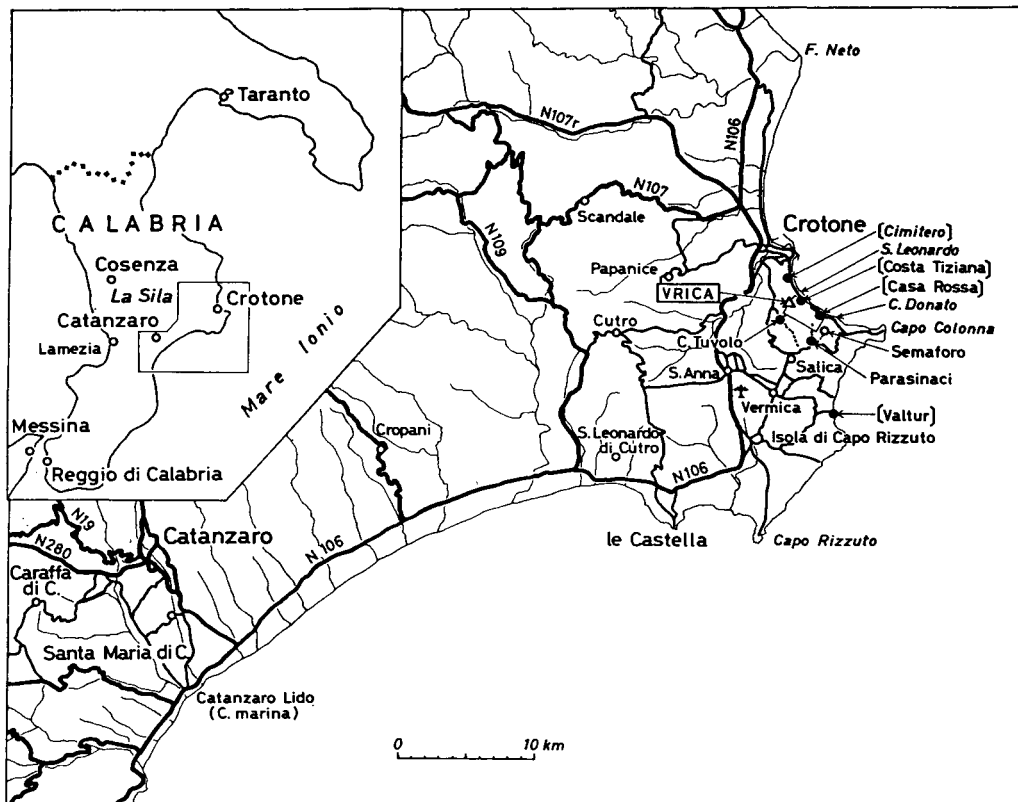 Taranto
CALABRIA
Cosenza
La Sila
Crotone
Catanzaro
Lamezia
Mare Ionio
Messina
Reggio di Calabria
F. Neto
N107r
N106
N107
Scandale
N109
Crotone
(Cimitero)
S. Leonardo
(Costa Tiziana)
(Casa Rossa)
C. Donato
Capo Colonna
Semaforo
Parasinaci
Papanice
VRICA
Cutro
C. Tuvolo
S. Anna
Salica
Vermica
(Valtur)
Isola di Capo Rizzuto
Cropani
S. Leonardo
di Cutro
N106
N 106
le Castella
Capo Rizzuto
N19
N280
Catanzaro
Caraffa
di C.
Santa Maria di C.
Catanzaro Lido
(C. marina)
0 10 km